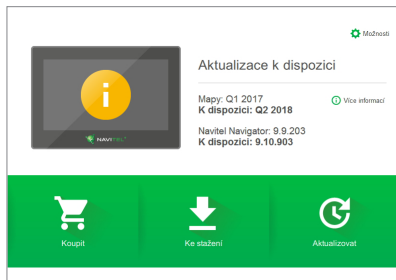 Možnosti
Aktualizace k dispozici
Mapy: Q1 2017
K dispozici: Q2 2018
Více informací
Navitel Navigator: 9.9.203
K dispozici: 9.10.903
NAVITEL
Koupit
Ke stažení
Aktualizovat